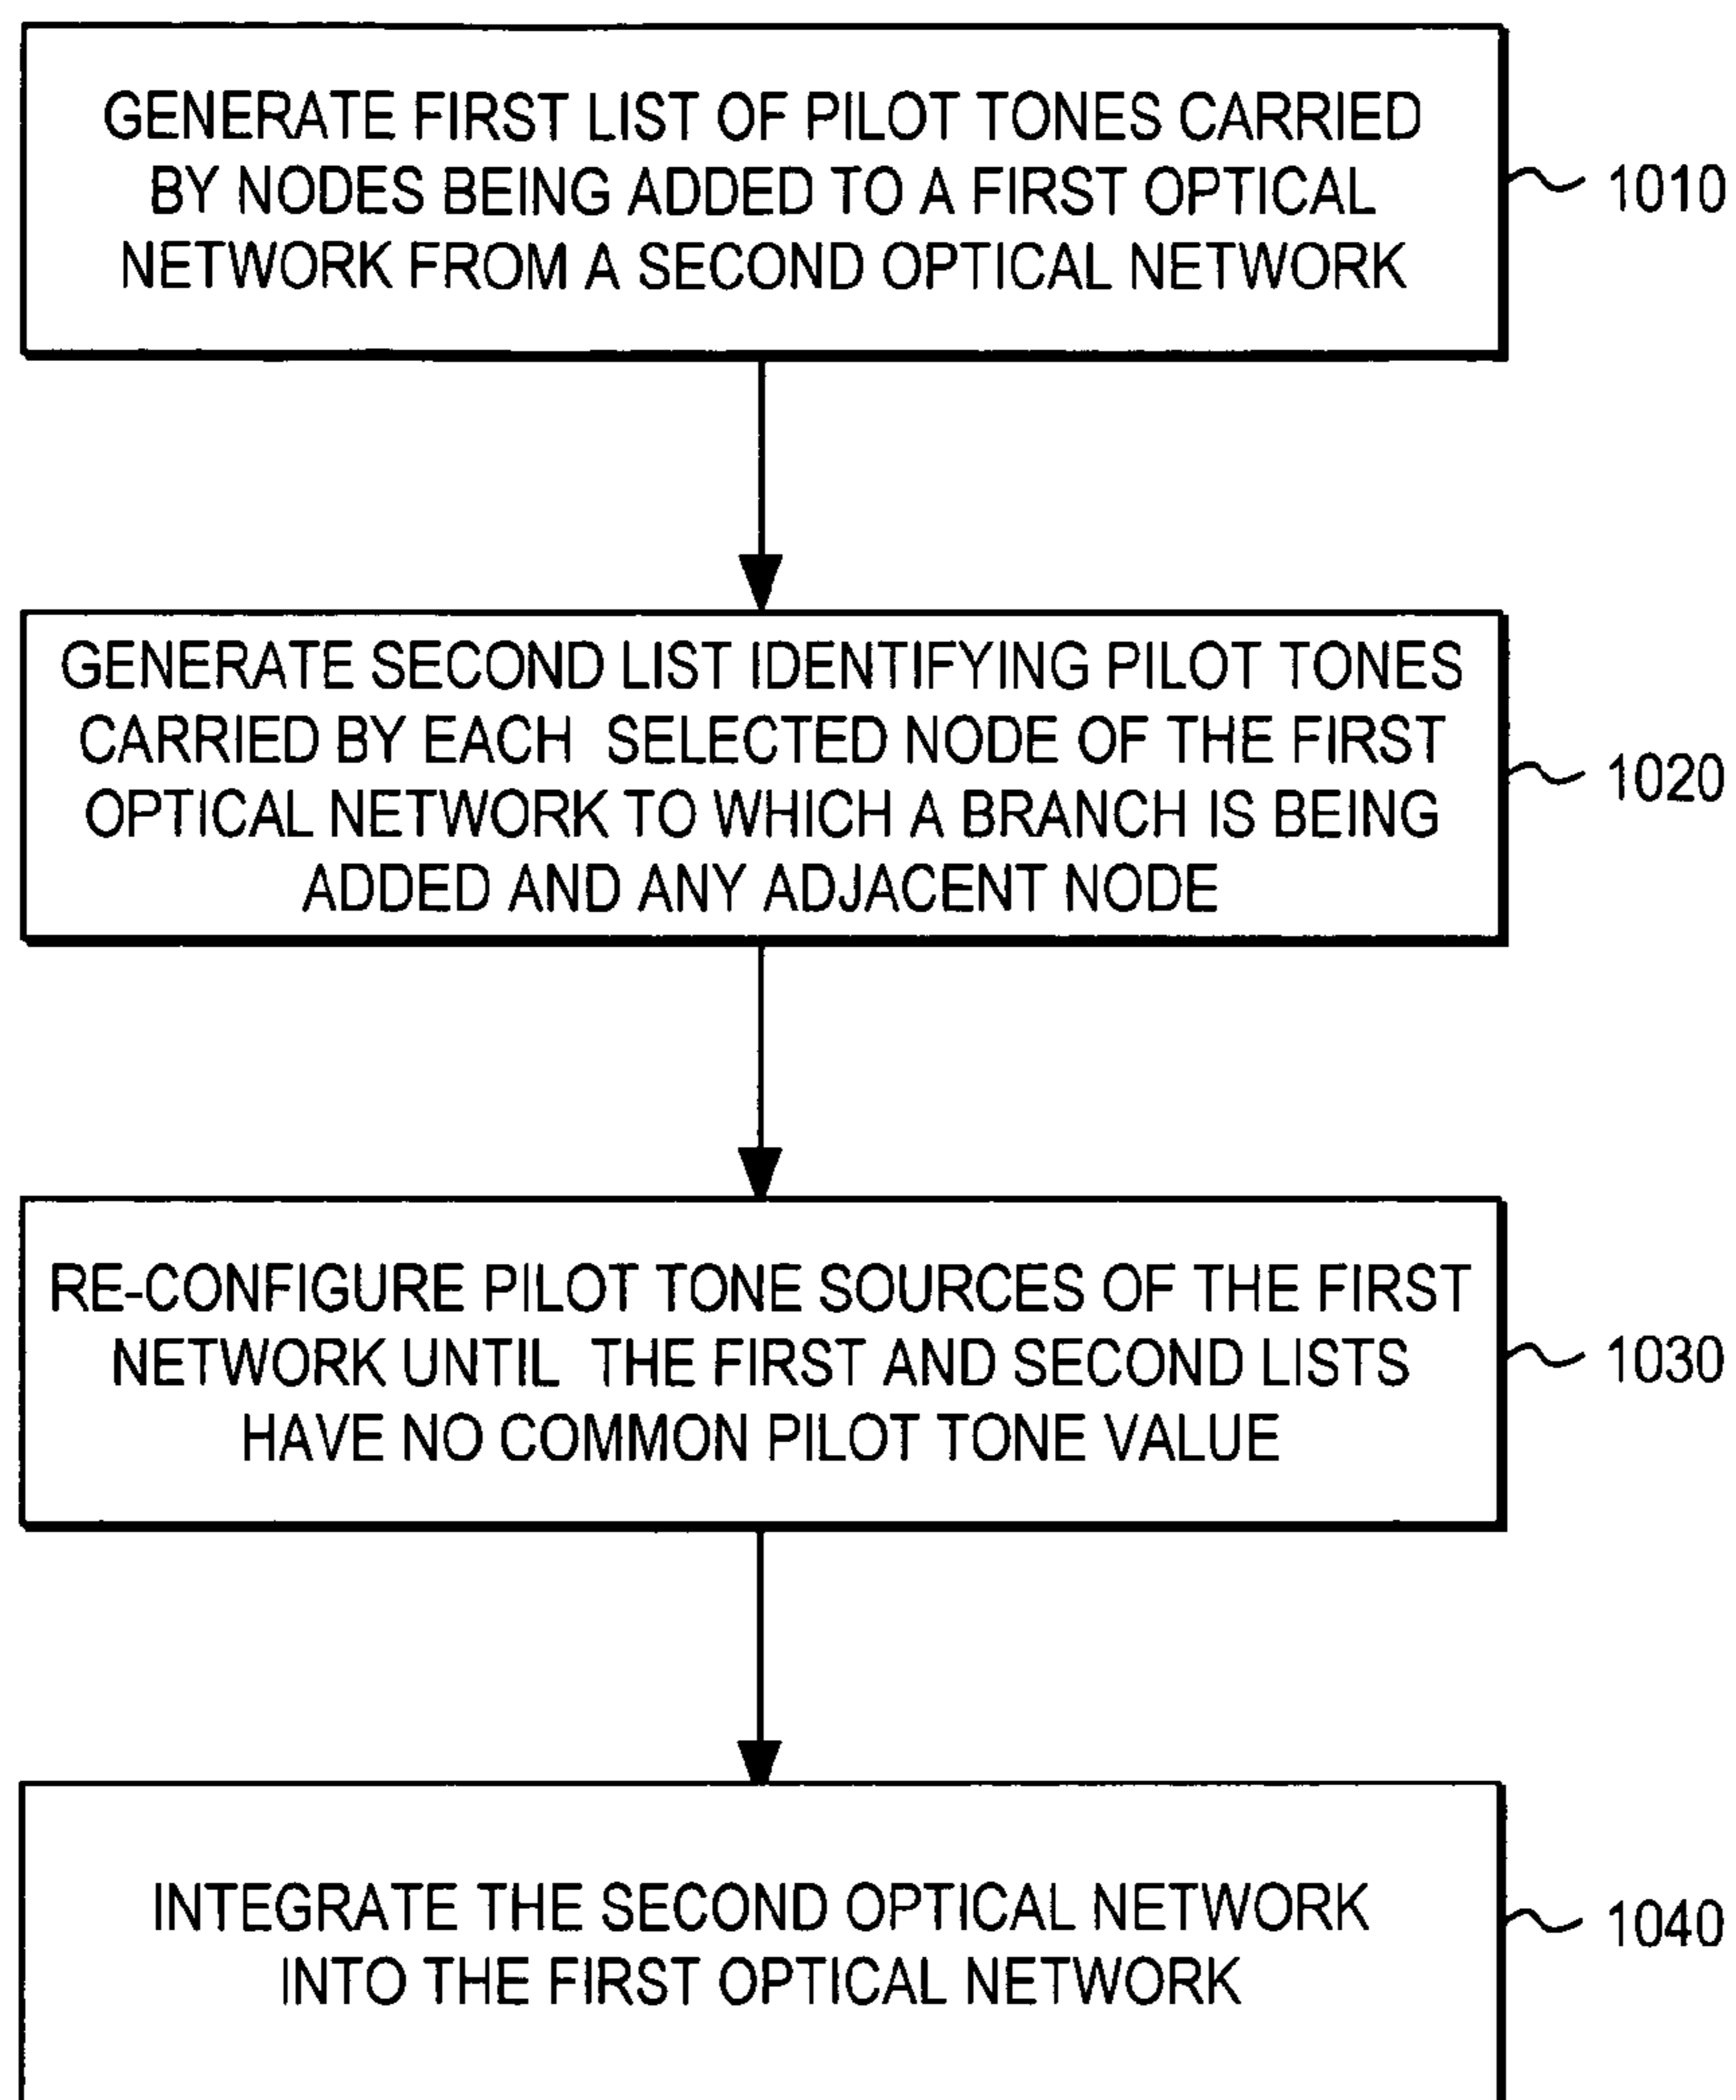 GENERATE FIRST LIST OF PILOT TONES CARRIED
BY NODES BEING ADDED TO A FIRST OPTICAL
NETWORK FROM A SECOND OPTICAL NETWORK
1010
GENERATE SECOND LIST IDENTIFYING PILOT TONES
CARRIED BY EACH SELECTED NODE OF THE FIRST
OPTICAL NETWORK TO WHICH A BRANCH IS BEING
ADDED AND ANY ADJACENT NODE
1020
RE-CONFIGURE PILOT TONE SOURCES OF THE FIRST
NETWORK UNTIL THE FIRST AND SECOND LISTS
HAVE NO COMMON PILOT TONE VALUE
1030
INTEGRATE THE SECOND OPTICAL NETWORK
INTO THE FIRST OPTICAL NETWORK
1040